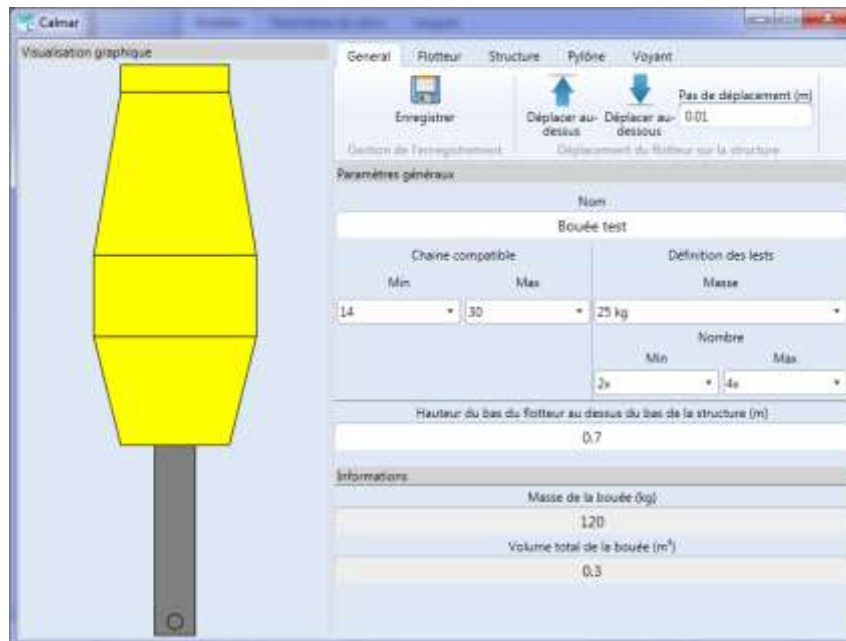 Calmar
Visualisation graphique
General Flotteur Structure Pylône Voyant
Enregistrer
Déplacer au-dessus
Déplacer au-dessous
Pas de déplacement (m)
0.01
Gestion de l'enregistrement
Déplacement du flotteur sur la structure
Paramètres généraux
Nom
Bouée test
Chaine compatible
Min Max
14 30
Définition des lests
Masse
25 kg
Nombre
Min Max
2x 4x
Hauteur du bas du flotteur au dessus du bas de la structure (m)
0.7
Informations
Masse de la bouée (kg)
120
Volume total de la bouée (m³)
0.3